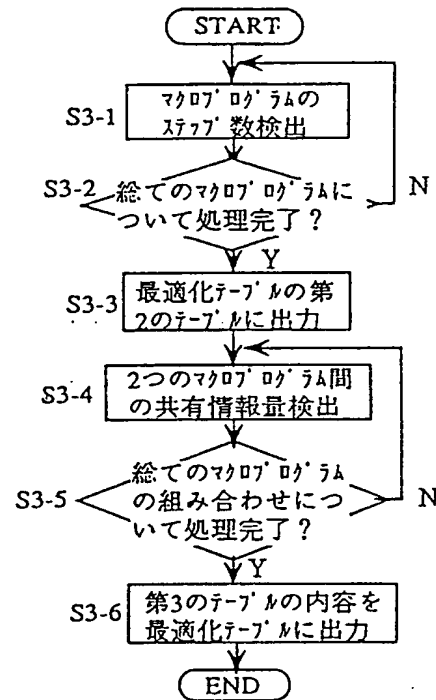 START
S3-1
ﾏｸﾛﾌﾟﾛｸﾞﾗﾑの
ｽﾃｯﾌﾟ数検出
S3-2
総てのﾏｸﾛﾌﾟﾛｸﾞﾗﾑに
ついて処理完了？
N
Y
S3-3
最適化ﾃｰﾌﾞﾙの第
2のﾃｰﾌﾞﾙに出力
S3-4
2つのﾏｸﾛﾌﾟﾛｸﾞﾗﾑ間
の共有情報量検出
S3-5
総てのﾏｸﾛﾌﾟﾛｸﾞﾗﾑ
の組み合わせにつ
いて処理完了？
N
Y
S3-6
第3のﾃｰﾌﾞﾙの内容を
最適化ﾃｰﾌﾞﾙに出力
END